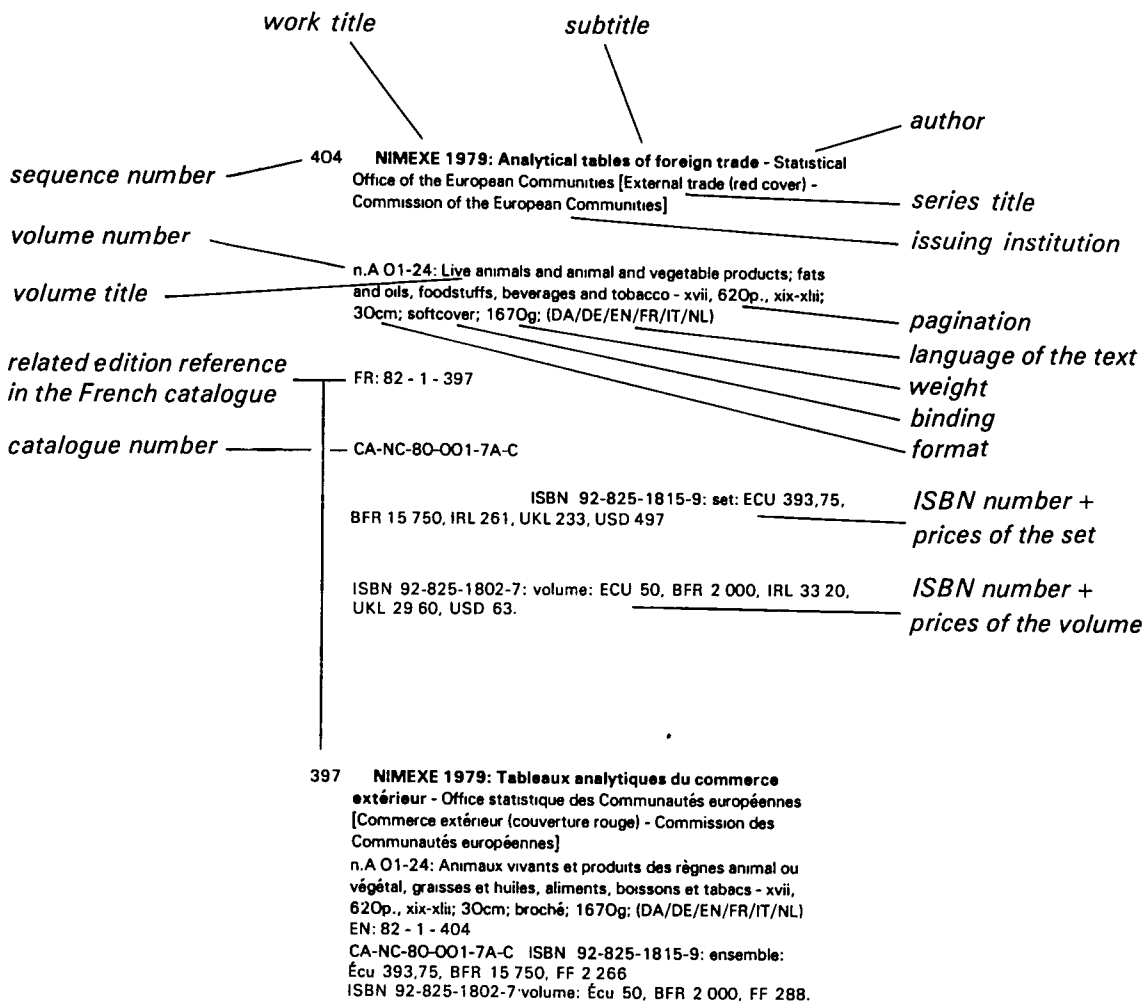 work title
subtitle
author
sequence number
404 NIMEXE 1979: Analytical tables of foreign trade - Statistical
Office of the European Communities [External trade (red cover) -
Commission of the European Communities]
series title
issuing institution
volume number
volume title
n.A 01-24: Live animals and animal and vegetable products; fats
and oils, foodstuffs, beverages and tobacco - xvii, 620p., xix-xlii;
30cm; softcover; 1670g; (DA/DE/EN/FR/IT/NL)
pagination
language of the text
weight
binding
format
related edition reference
in the French catalogue
FR: 82 - 1 - 397
catalogue number
CA-NC-80-001-7A-C
ISBN 92-825-1815-9: set: ECU 393,75,
BFR 15 750, IRL 261, UKL 233, USD 497
ISBN number +
prices of the set
ISBN 92-825-1802-7: volume: ECU 50, BFR 2 000, IRL 33 20,
UKL 29 60, USD 63.
ISBN number +
prices of the volume
397 NIMEXE 1979: Tableaux analytiques du commerce
extérieur - Office statistique des Communautés européennes
[Commerce extérieur (couverture rouge) - Commission des
Communautés européennes]
n.A 01-24: Animaux vivants et produits des règnes animal ou
végétal, graisses et huiles, aliments, boissons et tabacs - xvii,
620p., xix-xlii; 30cm; broché; 1670g; (DA/DE/EN/FR/IT/NL)
EN: 82 - 1 - 404
CA-NC-80-001-7A-C ISBN 92-825-1815-9: ensemble:
Écu 393,75, BFR 15 750, FF 2 266
ISBN 92-825-1802-7 volume: Écu 50, BFR 2 000, FF 288.